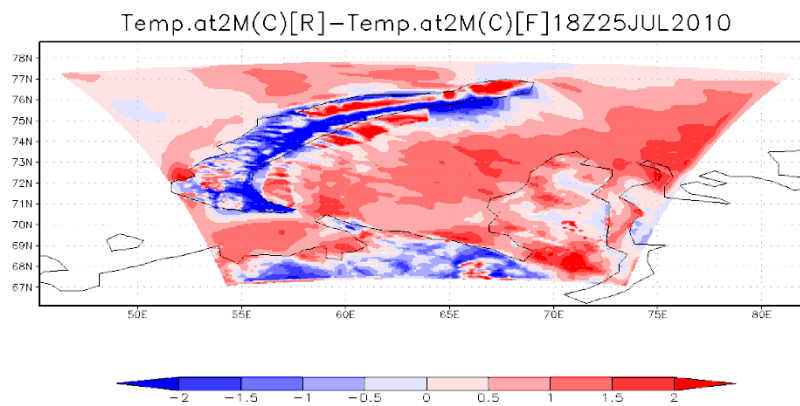 Temp.at2M(C)[R]-Temp.at2M(C)[F]18Z25JUL2010
78N
77N
76N
75N
74N
73N
72N
71N
70N
69N
68N
67N
50E 55E 60E 65E 70E 75E 80E
-2 -1.5 -1 -0.5 0 0.5 1 1.5 2